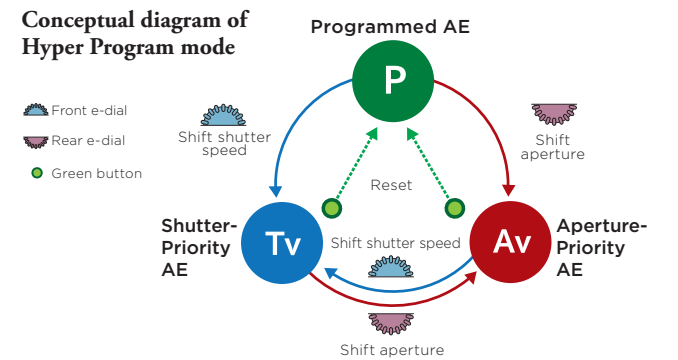 Conceptual diagram of
Hyper Program mode
Programmed AE
P
Front e-dial
Rear e-dial
Green button
Shift shutter
speed
Shift
aperture
Reset
Shutter-
Priority
AE
Tv
Shift shutter speed
Av
Aperture-
Priority
AE
Shift aperture